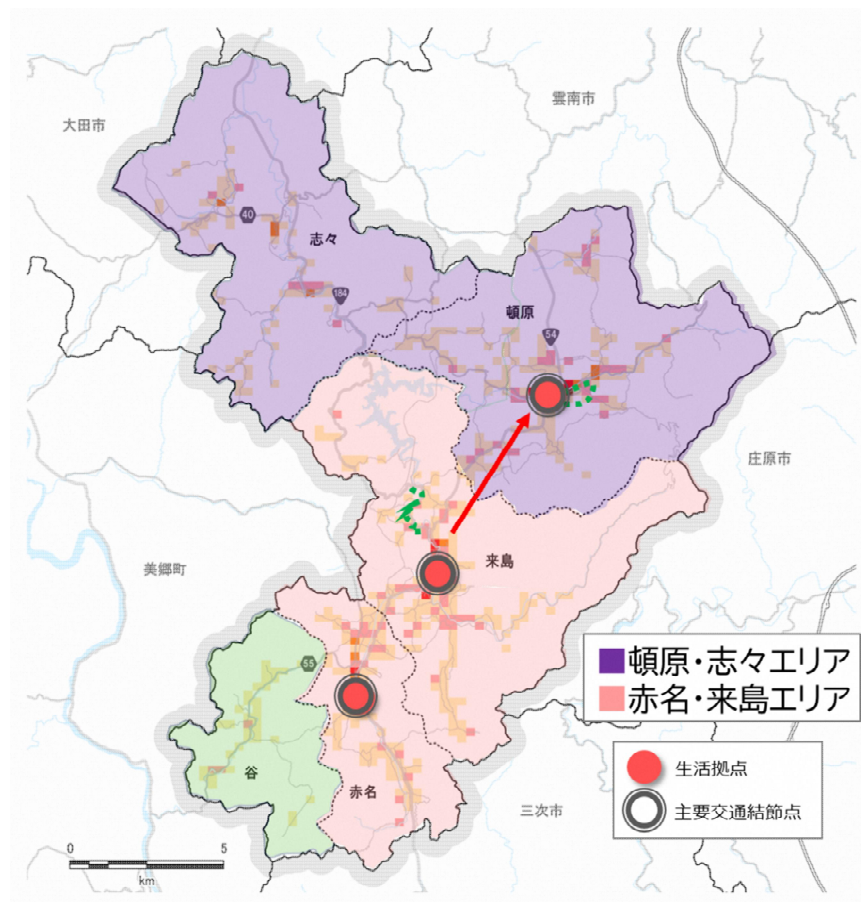 雲南市
大田市
40
志々
184
頓原
54
庄原市
来島
美郷町
55
頓原・志々エリア
赤名・来島エリア
谷
赤名
生活拠点
主要交通結節点
三次市
0 5
km